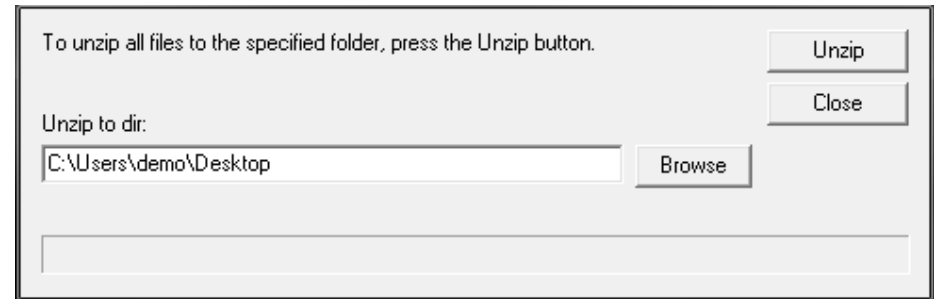 To unzip all files to the specified folder, press the Unzip button.
Unzip
Close
Unzip to dir:
C:\Users\demo\Desktop
Browse